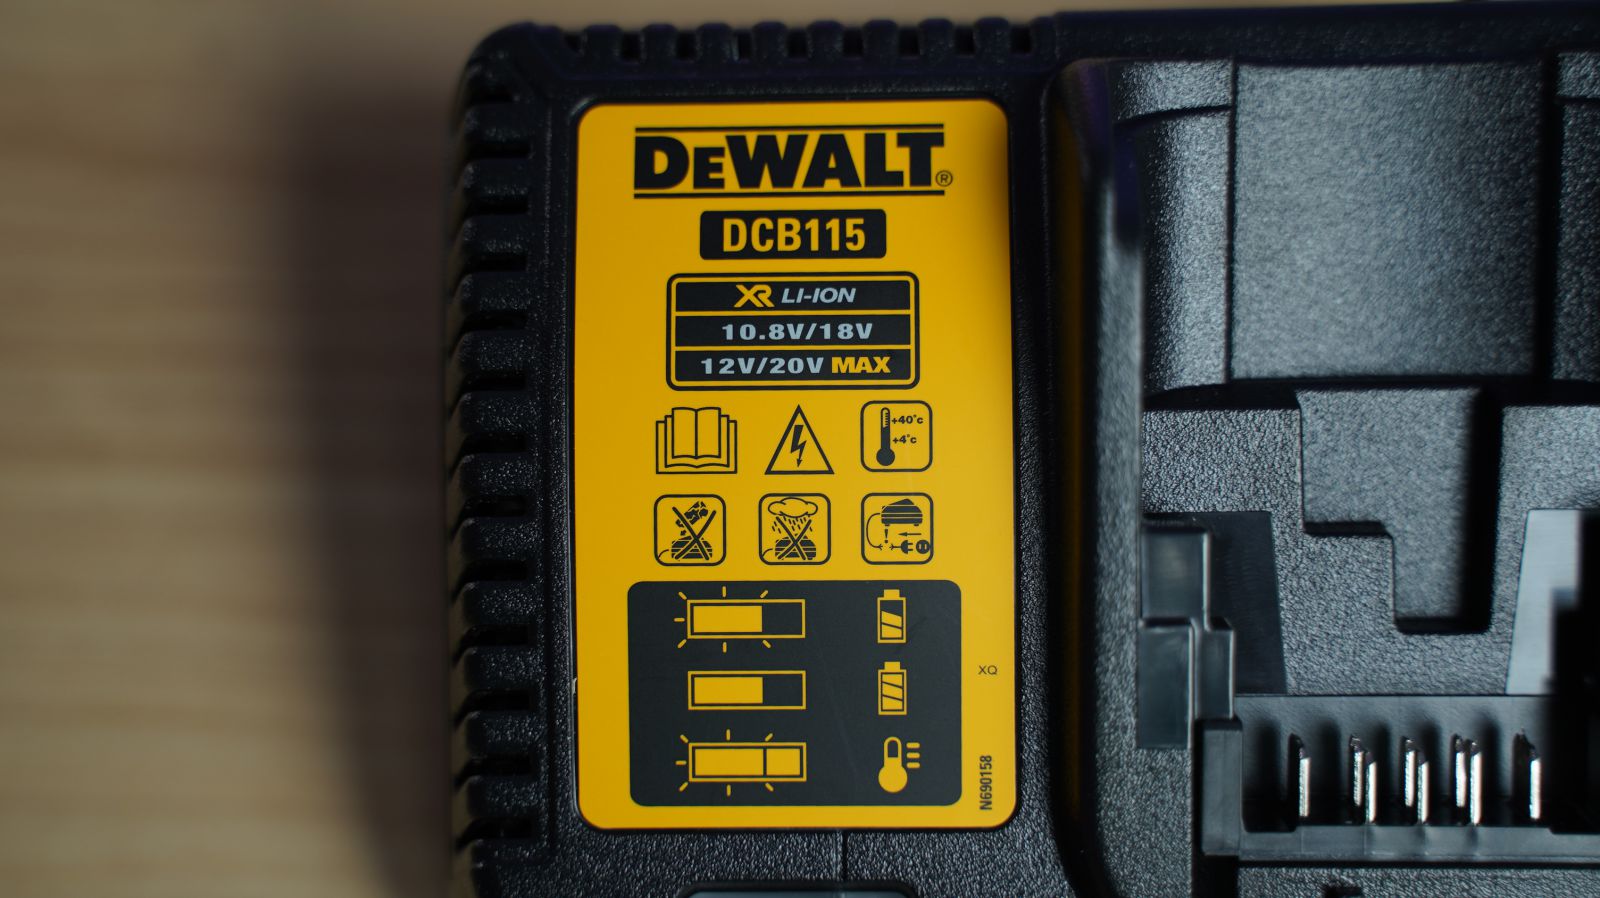 DEWALT®
DCB115
XR LI-ION
10.8V/18V
12V/20V MAX
+40°c
+4°c
XQ
N690158